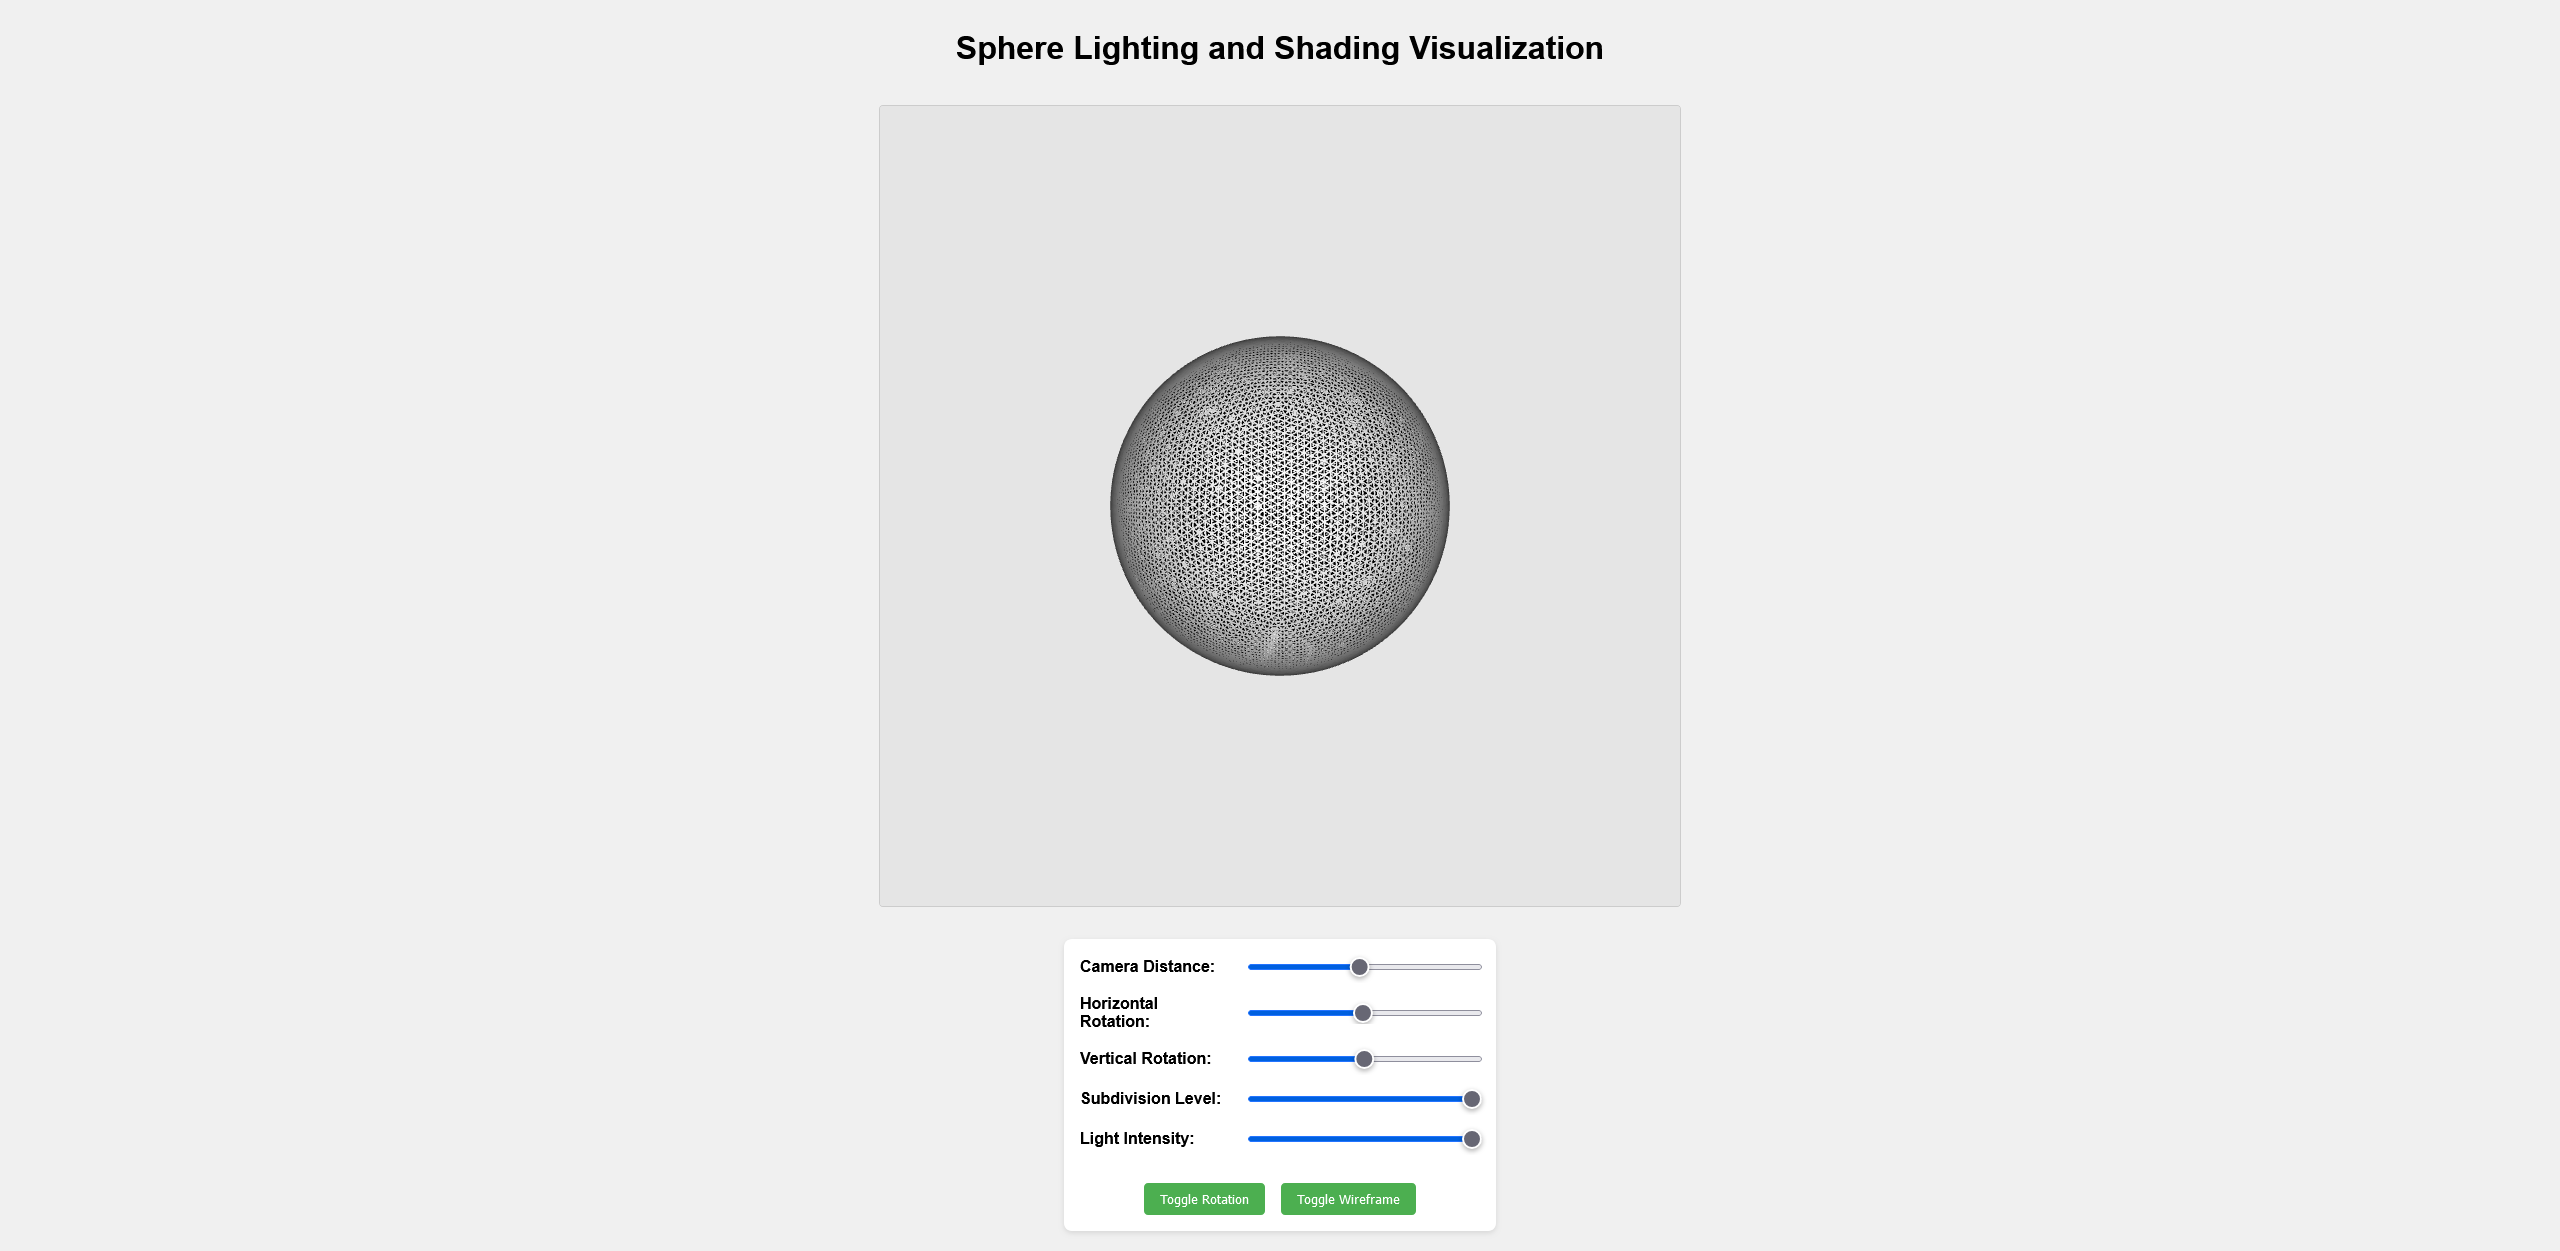 Sphere Lighting and Shading Visualization
Camera Distance:
Horizontal
Rotation:
Vertical Rotation:
Subdivision Level:
Light Intensity:
Toggle Rotation
Toggle Wireframe